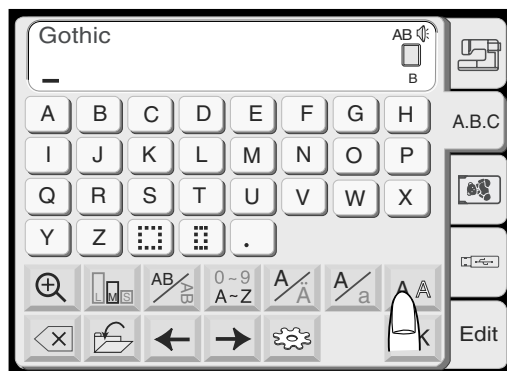 Gothic
AB
B
A B C D E F G H
A.B.C
I J K L M N O P
Q R S T U V W X
Y Z .
L M S
AB/AB
0~9
A~Z
A/Ä
A/a
A A
K
Edit